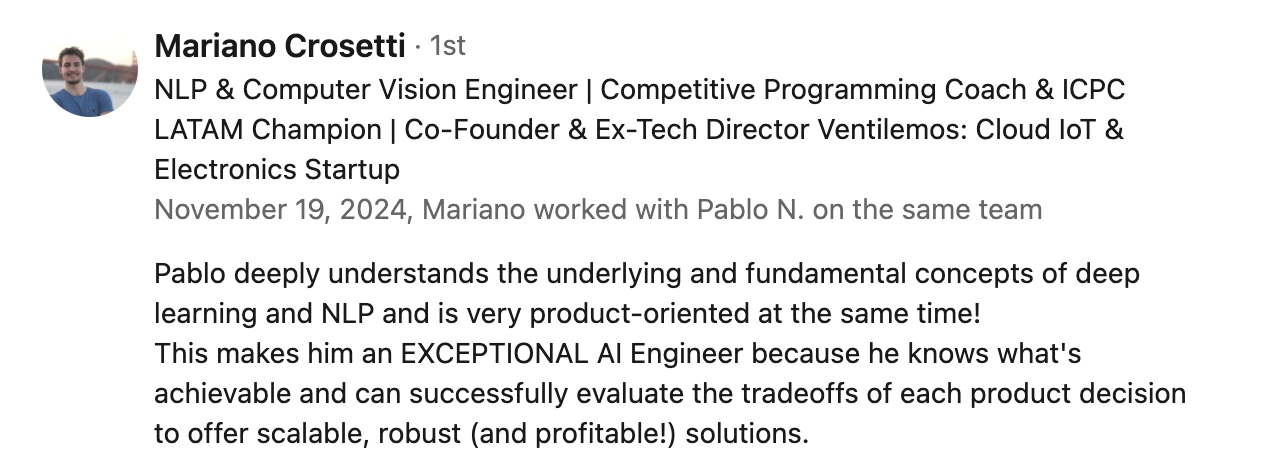 Mariano Crosetti · 1st
NLP & Computer Vision Engineer | Competitive Programming Coach & ICPC
LATAM Champion | Co-Founder & Ex-Tech Director Ventilemos: Cloud IoT &
Electronics Startup
November 19, 2024, Mariano worked with Pablo N. on the same team
Pablo deeply understands the underlying and fundamental concepts of deep
learning and NLP and is very product-oriented at the same time!
This makes him an EXCEPTIONAL AI Engineer because he knows what's
achievable and can successfully evaluate the tradeoffs of each product decision
to offer scalable, robust (and profitable!) solutions.